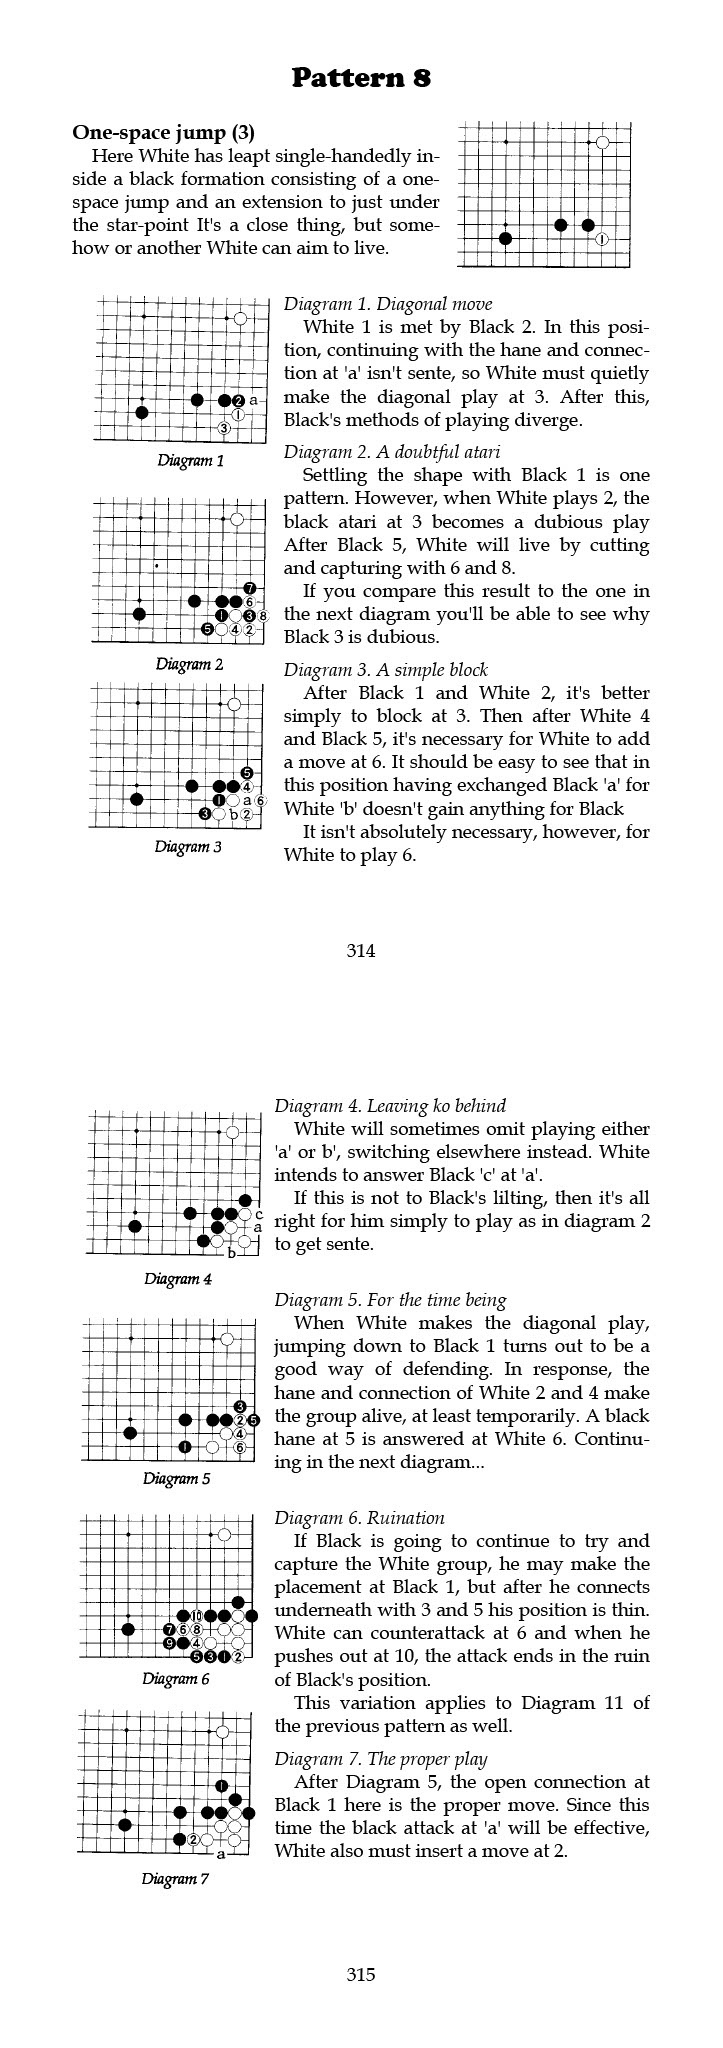 Pattern 8
One-space jump (3)
Here White has leapt single-handedly in-
side a black formation consisting of a one-
space jump and an extension to just under
the star-point It's a close thing, but some-
how or another White can aim to live.
1
Diagram 1. Diagonal move
White 1 is met by Black 2. In this posi-
tion, continuing with the hane and connec-
tion at 'a' isn't sente, so White must quietly
make the diagonal play at 3. After this,
Black's methods of playing diverge.
2 a
1
3
Diagram 1
Diagram 2. A doubtful atari
Settling the shape with Black 1 is one
pattern. However, when White plays 2, the
black atari at 3 becomes a dubious play
After Black 5, White will live by cutting
and capturing with 6 and 8.
If you compare this result to the one in
the next diagram you'll be able to see why
Black 3 is dubious.
7
6
1 3 8
5 4 2
Diagram 2
Diagram 3. A simple block
After Black 1 and White 2, it's better
simply to block at 3. Then after White 4
and Black 5, it's necessary for White to add
a move at 6. It should be easy to see that in
this position having exchanged Black 'a' for
White 'b' doesn't gain anything for Black
It isn't absolutely necessary, however, for
White to play 6.
5
4
1 a 6
3 b 2
Diagram 3
314
Diagram 4. Leaving ko behind
White will sometimes omit playing either
'a' or b', switching elsewhere instead. White
intends to answer Black 'c' at 'a'.
If this is not to Black's lilting, then it's all
right for him simply to play as in diagram 2
to get sente.
c
a
b
Diagram 4
Diagram 5. For the time being
When White makes the diagonal play,
jumping down to Black 1 turns out to be a
good way of defending. In response, the
hane and connection of White 2 and 4 make
the group alive, at least temporarily. A black
hane at 5 is answered at White 6. Continu-
ing in the next diagram...
3
2 5
4
1 6
Diagram 5
Diagram 6. Ruination
If Black is going to continue to try and
capture the White group, he may make the
placement at Black 1, but after he connects
underneath with 3 and 5 his position is thin.
White can counterattack at 6 and when he
pushes out at 10, the attack ends in the ruin
of Black's position.
This variation applies to Diagram 11 of
the previous pattern as well.
10
7 6 8
9 4
5 3 1 2
Diagram 6
Diagram 7. The proper play
After Diagram 5, the open connection at
Black 1 here is the proper move. Since this
time the black attack at 'a' will be effective,
White also must insert a move at 2.
1
2
a
Diagram 7
315